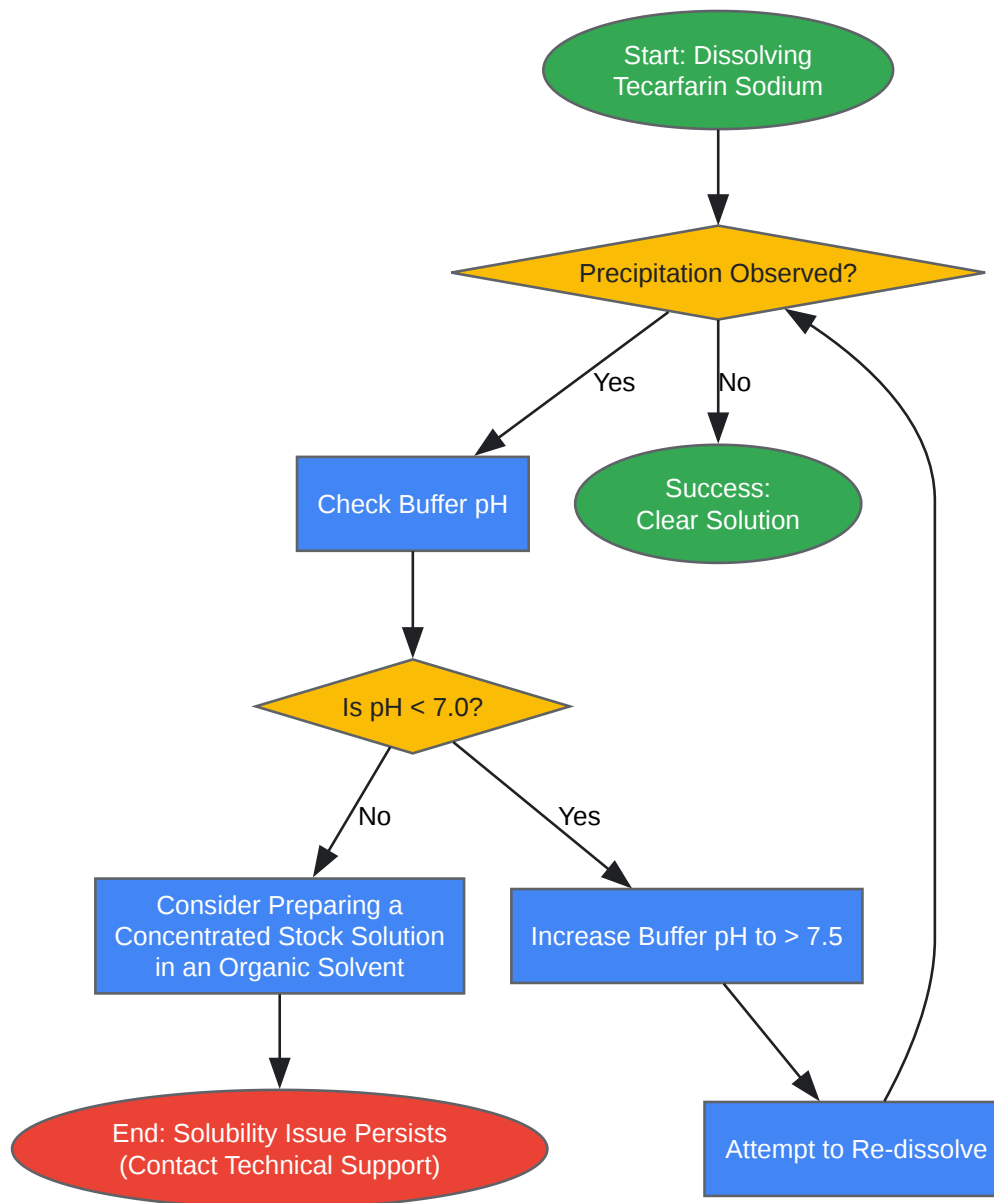 Start: Dissolving
Tecarfarin Sodium
Precipitation Observed?
Yes
No
Check Buffer pH
Success:
Clear Solution
Is pH < 7.0?
No
Yes
Consider Preparing a
Concentrated Stock Solution
in an Organic Solvent
Increase Buffer pH to > 7.5
End: Solubility Issue Persists
(Contact Technical Support)
Attempt to Re-dissolve